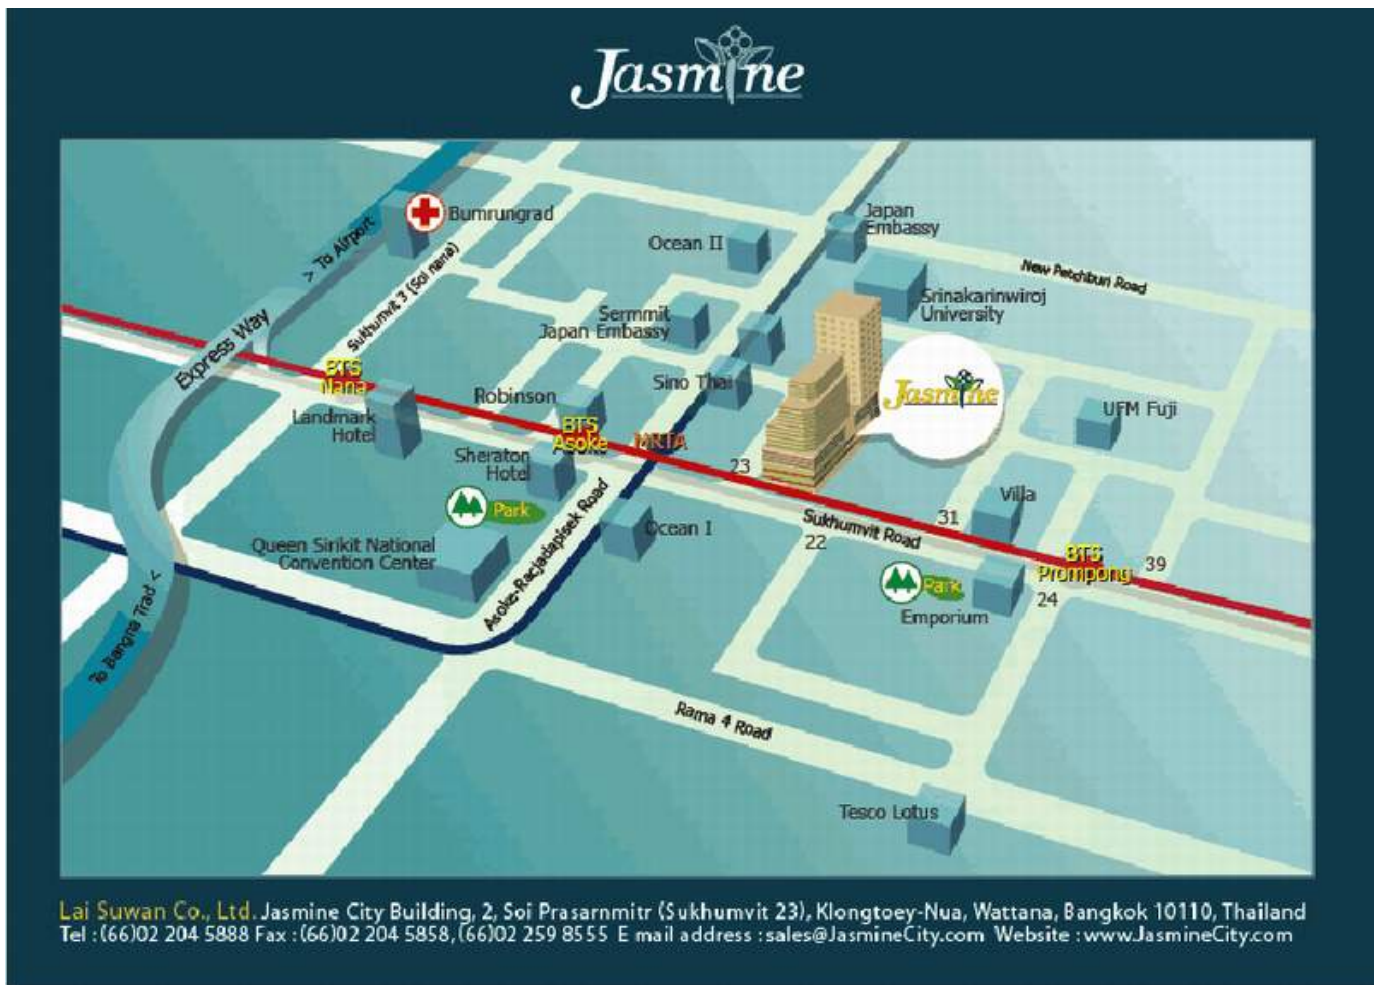 Jasmine
Bumrungrad
> To Airport
Sukhumvit 3 (Soi nana)
Express Way
Ocean II
Japan
Embassy
New Petchburi Road
Srinakarinwiroj
University
Sermmit
Japan Embassy
Sino Thai
Jasmine
UFM Fuji
BTS
Nana
Landmark
Hotel
Robinson
BTS
Asoke
Asoke
MRTA
Sheraton
Hotel
23
Park
Queen Sirikit National
Convention Center
Asoke-Racjadapisek Road
Ocean I
22
Sukhumvit Road
31
Villa
BTS
Prompong
39
24
Park
Emporium
To Bangna Trad <
Rama 4 Road
Tesco Lotus
Lai Suwan Co., Ltd. Jasmine City Building, 2, Soi Prasarnmitr (Sukhumvit 23), Klongtoey-Nua, Wattana, Bangkok 10110, Thailand
Tel :(66)02 204 5888 Fax :(66)02 204 5858, (66)02 259 8555 E mail address :sales@JasmineCity.com Website :www.JasmineCity.com